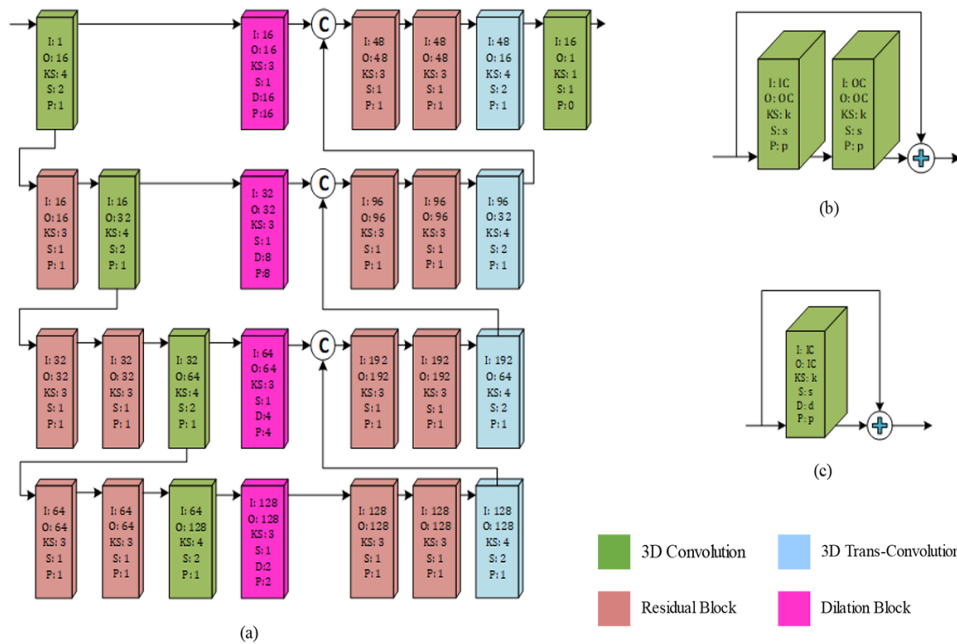 I: 1
O: 16
KS: 4
S: 2
P: 1
I: 16
O: 16
KS: 3
S: 1
D:16
P:16
C
I: 48
O: 48
KS: 3
S: 1
P: 1
I: 48
O: 48
KS: 3
S: 1
P: 1
I: 48
O: 16
KS: 4
S: 2
P: 1
I: 16
O: 1
KS: 1
S: 1
P: 0
I: 16
O: 16
KS: 3
S: 1
P: 1
I: 16
O: 32
KS: 4
S: 2
P: 1
I: 32
O: 32
KS: 3
S: 1
D:8
P:8
C
I: 96
O: 96
KS: 3
S: 1
P: 1
I: 96
O: 96
KS: 3
S: 1
P: 1
I: 96
O: 32
KS: 4
S: 2
P: 1
I: 32
O: 32
KS: 3
S: 1
P: 1
I: 32
O: 32
KS: 3
S: 1
P: 1
I: 32
O: 64
KS: 4
S: 2
P: 1
I: 64
O: 64
KS: 3
S: 1
D:4
P:4
C
I: 192
O: 192
KS: 3
S: 1
P: 1
I: 192
O: 192
KS: 3
S: 1
P: 1
I: 192
O: 64
KS: 4
S: 2
P: 1
I: 64
O: 64
KS: 3
S: 1
P: 1
I: 64
O: 64
KS: 3
S: 1
P: 1
I: 64
O: 128
KS: 4
S: 2
P: 1
I: 128
O: 128
KS: 3
S: 1
D:2
P:2
I: 128
O: 128
KS: 3
S: 1
P: 1
I: 128
O: 128
KS: 3
S: 1
P: 1
I: 128
O: 128
KS: 4
S: 2
P: 1
(a)
I: IC
O: OC
KS: k
S: s
P: p
I: OC
O: OC
KS: k
S: s
P: p
(b)
I: IC
O: IC
KS: k
S: s
D: d
P: p
(c)
3D Convolution
3D Trans-Convolution
Residual Block
Dilation Block